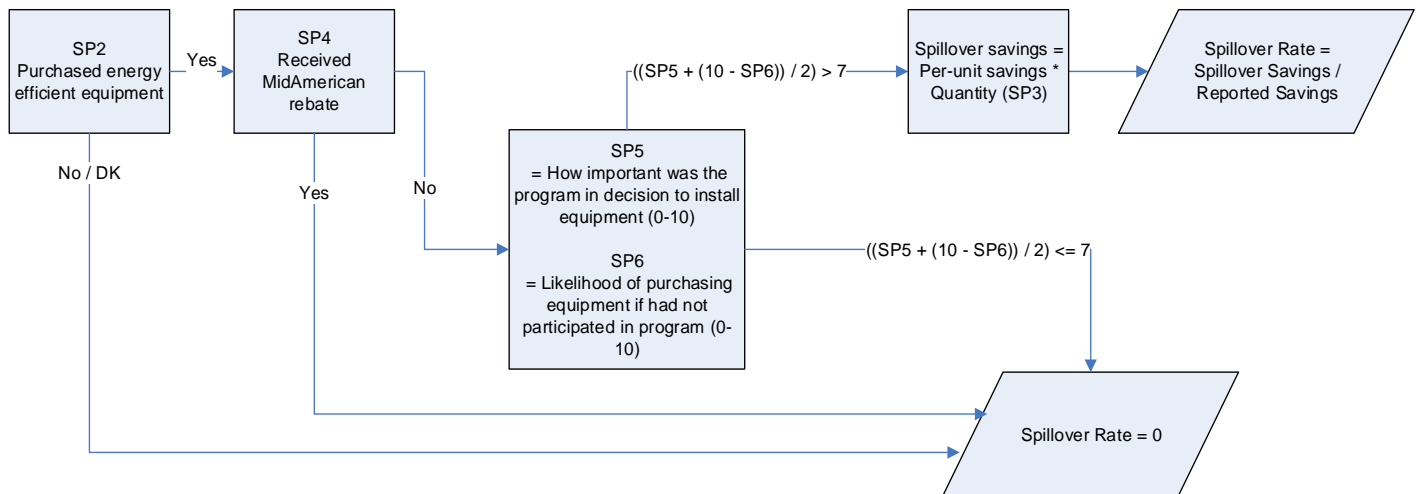 SP2
Purchased energy
efficient equipment
Yes
SP4
Received
MidAmerican
rebate
((SP5 + (10 - SP6)) / 2) > 7
Spillover savings =
Per-unit savings *
Quantity (SP3)
Spillover Rate =
Spillover Savings /
Reported Savings
No / DK
Yes
No
SP5
= How important was the
program in decision to install
equipment (0-10)
SP6
= Likelihood of purchasing
equipment if had not
participated in program (0-
10)
((SP5 + (10 - SP6)) / 2) <= 7
Spillover Rate = 0